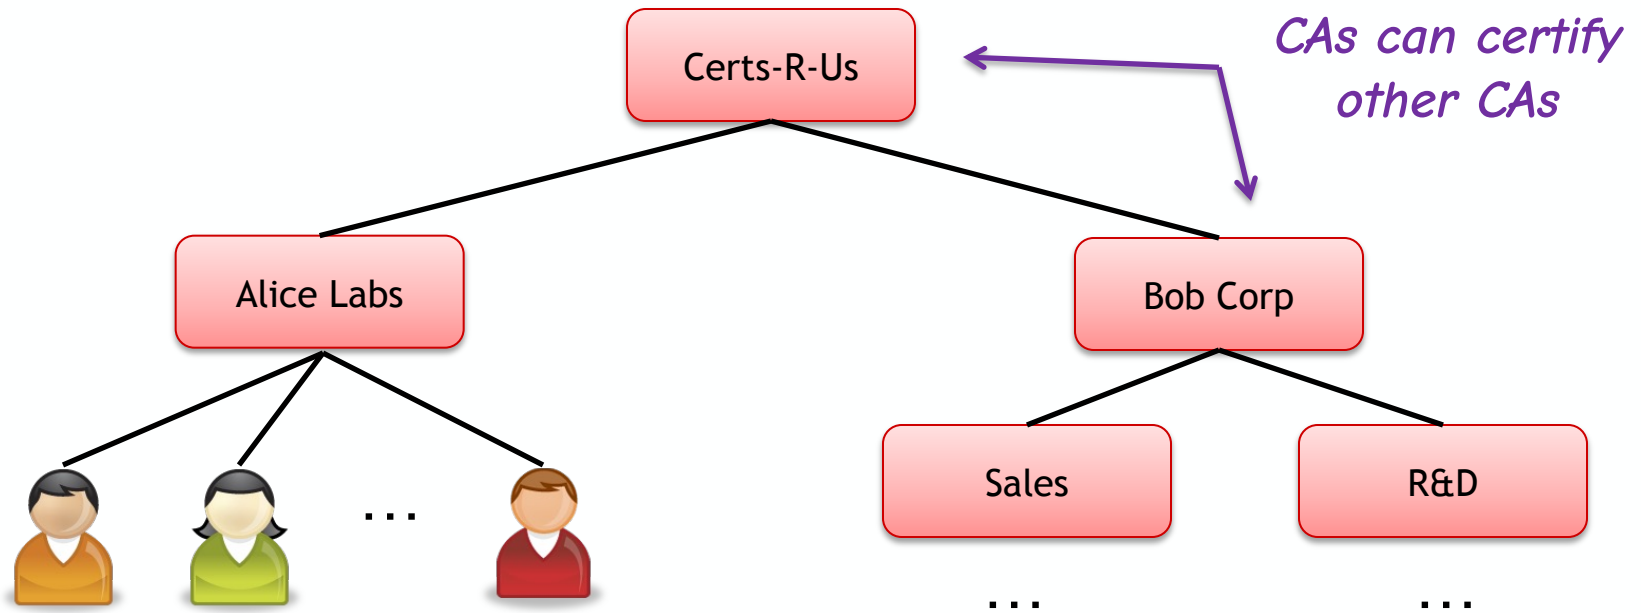 Certs-R-Us
CAs can certify
other CAs
Alice Labs
Bob Corp
Sales
R&D
...
...
...